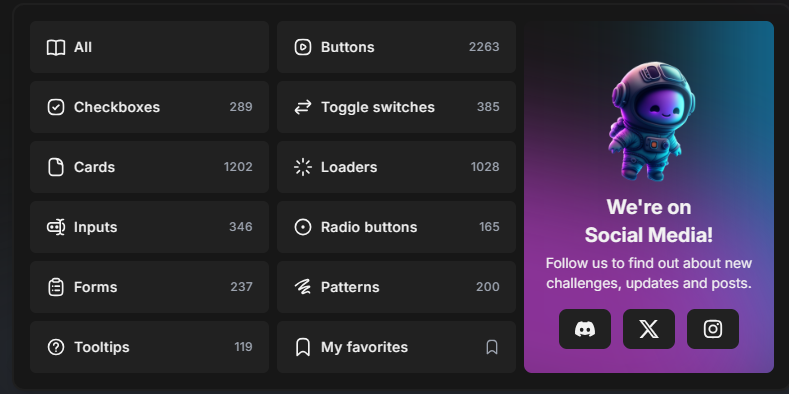 All
Buttons 2263
Checkboxes 289
Toggle switches 385
Cards 1202
Loaders 1028
Inputs 346
Radio buttons 165
Forms 237
Patterns 200
Tooltips 119
My favorites
We're on
Social Media!
Follow us to find out about new
challenges, updates and posts.